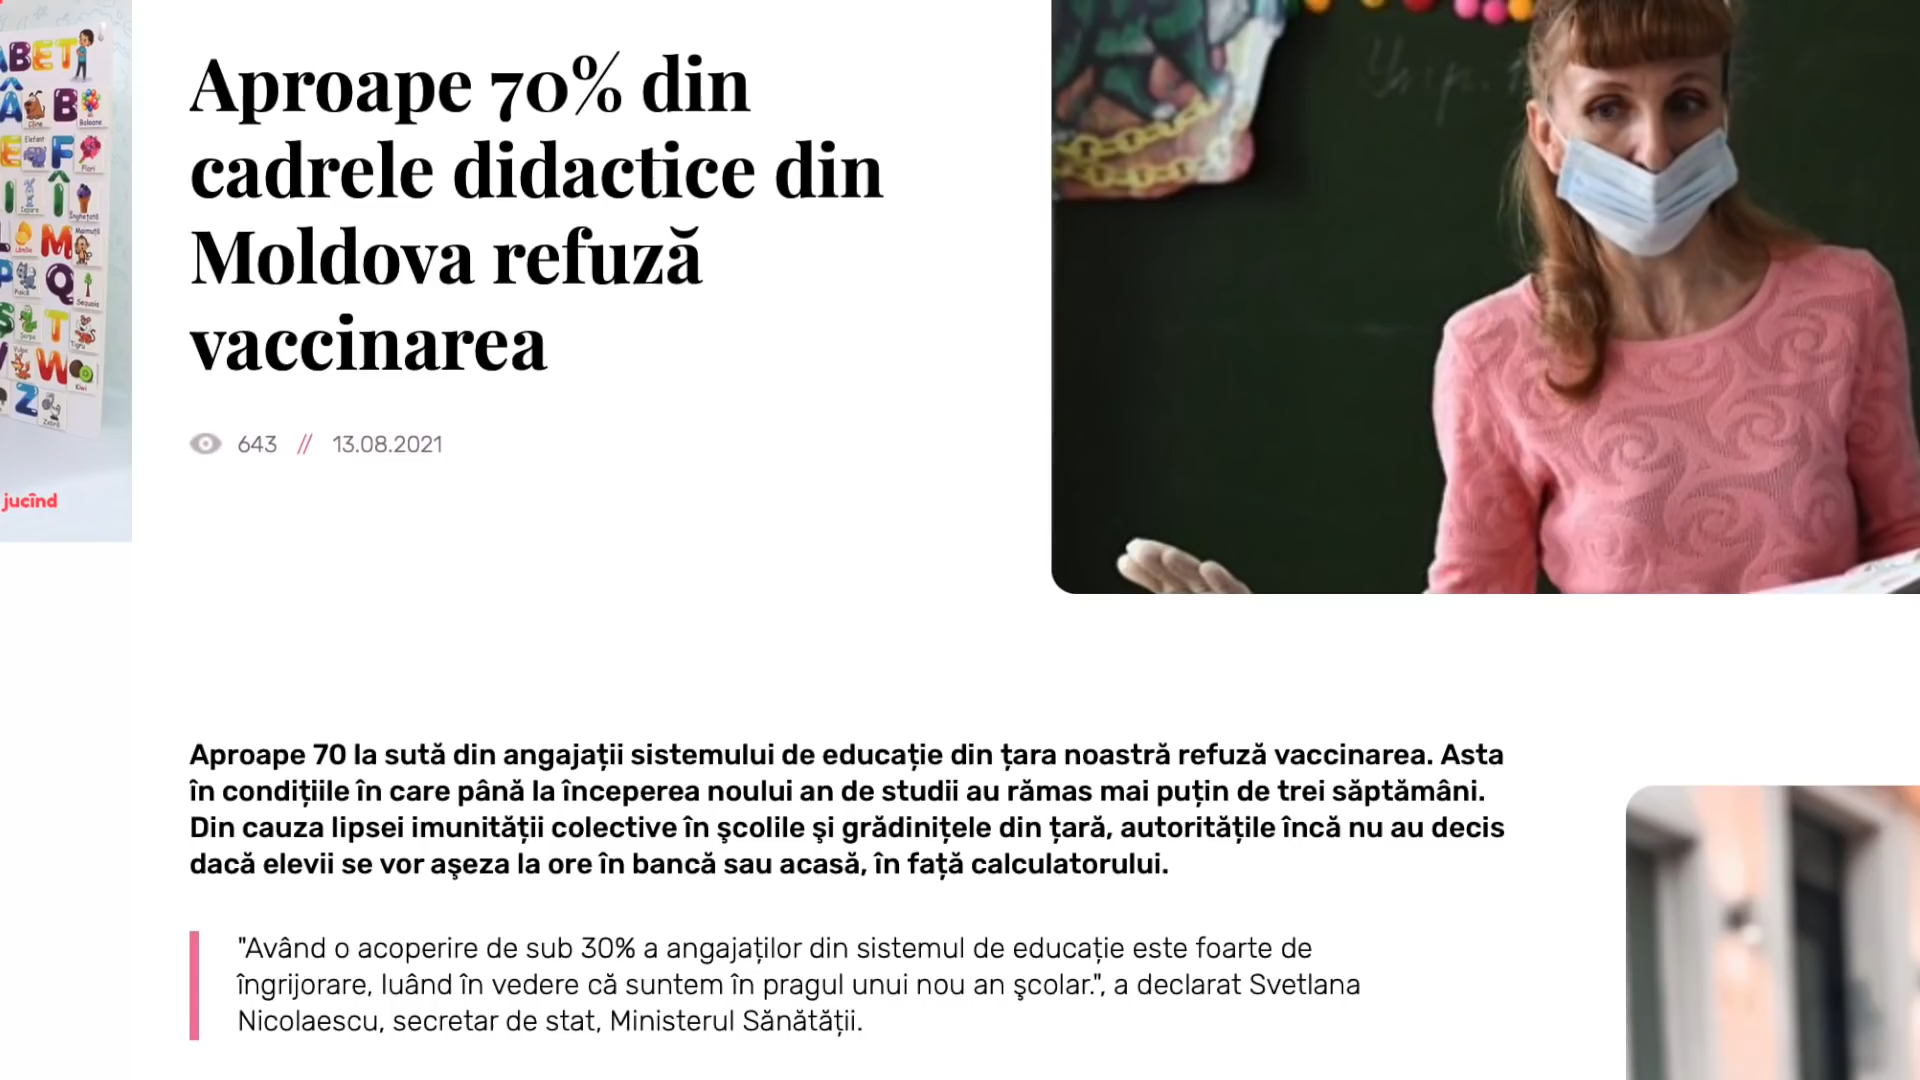 Aproape 70% din
cadrele didactice din
Moldova refuză
vaccinarea
643 // 13.08.2021
jucînd
Aproape 70 la sută din angajații sistemului de educație din țara noastră refuză vaccinarea. Asta
în condițiile în care până la începerea noului an de studii au rămas mai puțin de trei săptămâni.
Din cauza lipsei imunității colective în şcolile şi grădinițele din țară, autoritățile încă nu au decis
dacă elevii se vor aşeza la ore în bancă sau acasă, în față calculatorului.
"Având o acoperire de sub 30% a angajaților din sistemul de educație este foarte de
îngrijorare, luând în vedere că suntem în pragul unui nou an şcolar.", a declarat Svetlana
Nicolaescu, secretar de stat, Ministerul Sănătății.